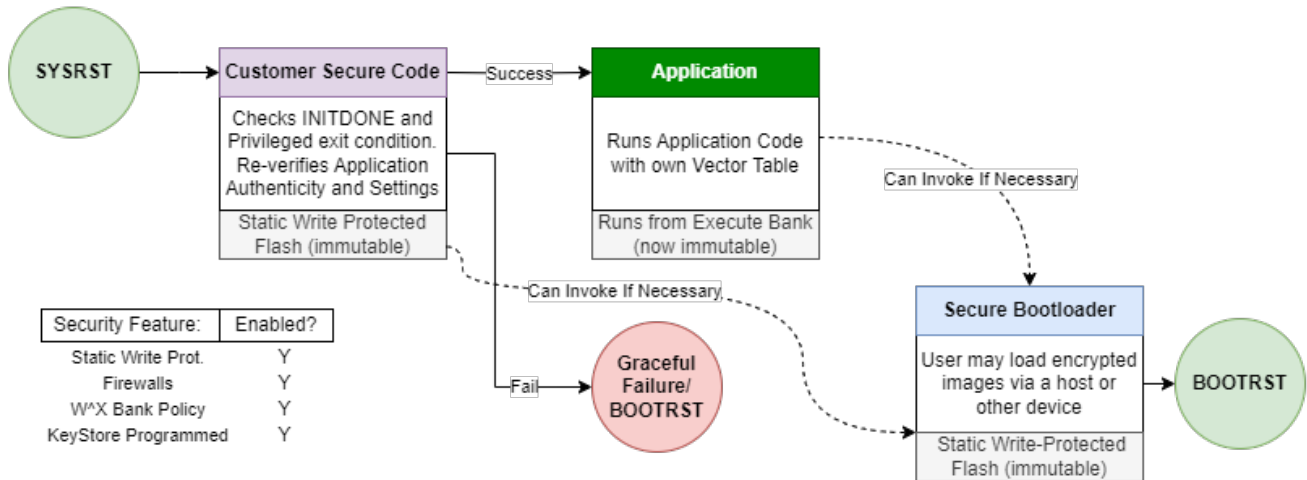 SYSRST
Customer Secure Code
Checks INITDONE and
Privileged exit condition.
Re-verifies Application
Authenticity and Settings
Static Write Protected
Flash (immutable)
Success
Application
Runs Application Code
with own Vector Table
Runs from Execute Bank
(now immutable)
Can Invoke If Necessary
Can Invoke If Necessary
Fail
Graceful
Failure/
BOOTRST
Secure Bootloader
User may load encrypted
images via a host or
other device
Static Write-Protected
Flash (immutable)
BOOTRST
Security Feature: Enabled?
Static Write Prot. Y
Firewalls Y
W^X Bank Policy Y
KeyStore Programmed Y